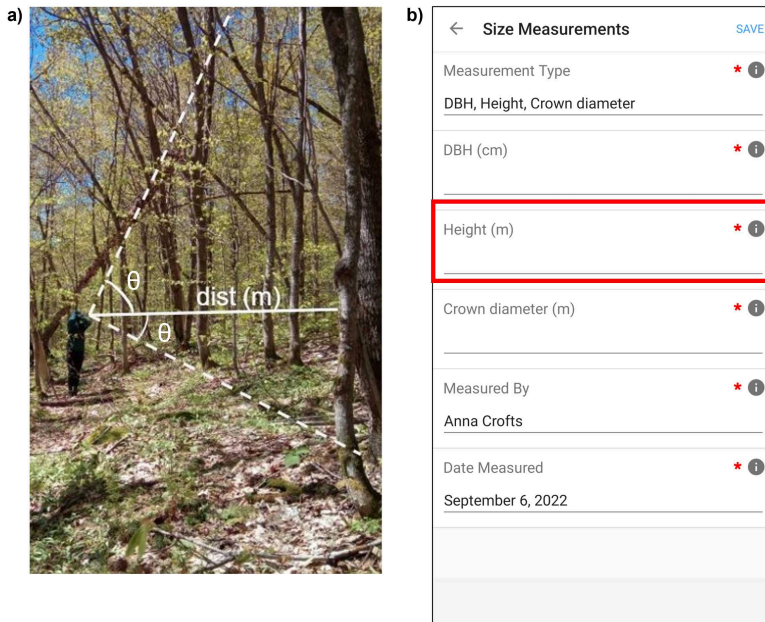 a)
θ
dist (m)
θ
b)
Size Measurements
SAVE
Measurement Type * i
DBH, Height, Crown diameter
DBH (cm) * i
Height (m) * i
Crown diameter (m) * i
Measured By * i
Anna Crofts
Date Measured * i
September 6, 2022